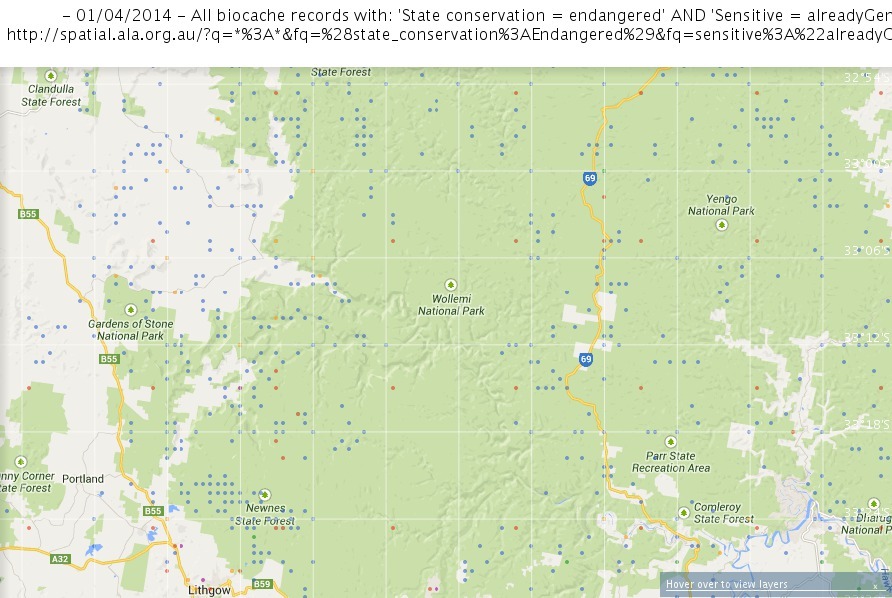 – 01/04/2014 – All biocache records with: 'State conservation = endangered' AND 'Sensitive = alreadyGen
http://spatial.ala.org.au/?q=*%3A*&fq=%28state_conservation%3AEndangered%29&fq=sensitive%3A%22alreadyG
State Forest
32°54'S
Clandulla
State Forest
33°00'S
69
B55
Yengo
National Park
33°06'S
Wollemi
National Park
Gardens of Stone
National Park
33°12'S
B55
69
33°18'S
Parr State
Recreation Area
nny Corner
ate Forest
Portland
Newnes
State Forest
B55
Comleroy
State Forest
Dharug
National P
A32
B59
Lithgow
Hover over to view layers
x